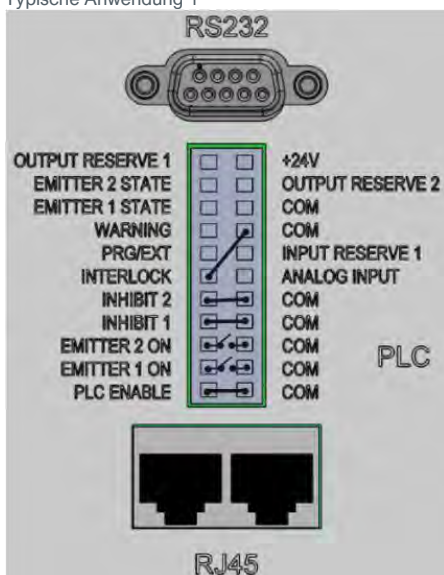 Typische Anwendung 1
RS232
OUTPUT RESERVE 1 +24V
EMITTER 2 STATE OUTPUT RESERVE 2
EMITTER 1 STATE COM
WARNING COM
PRG/EXT INPUT RESERVE 1
INTERLOCK ANALOG INPUT
INHIBIT 2 COM
INHIBIT 1 COM
EMITTER 2 ON COM
EMITTER 1 ON COM
PLC
PLC ENABLE COM
RJ45